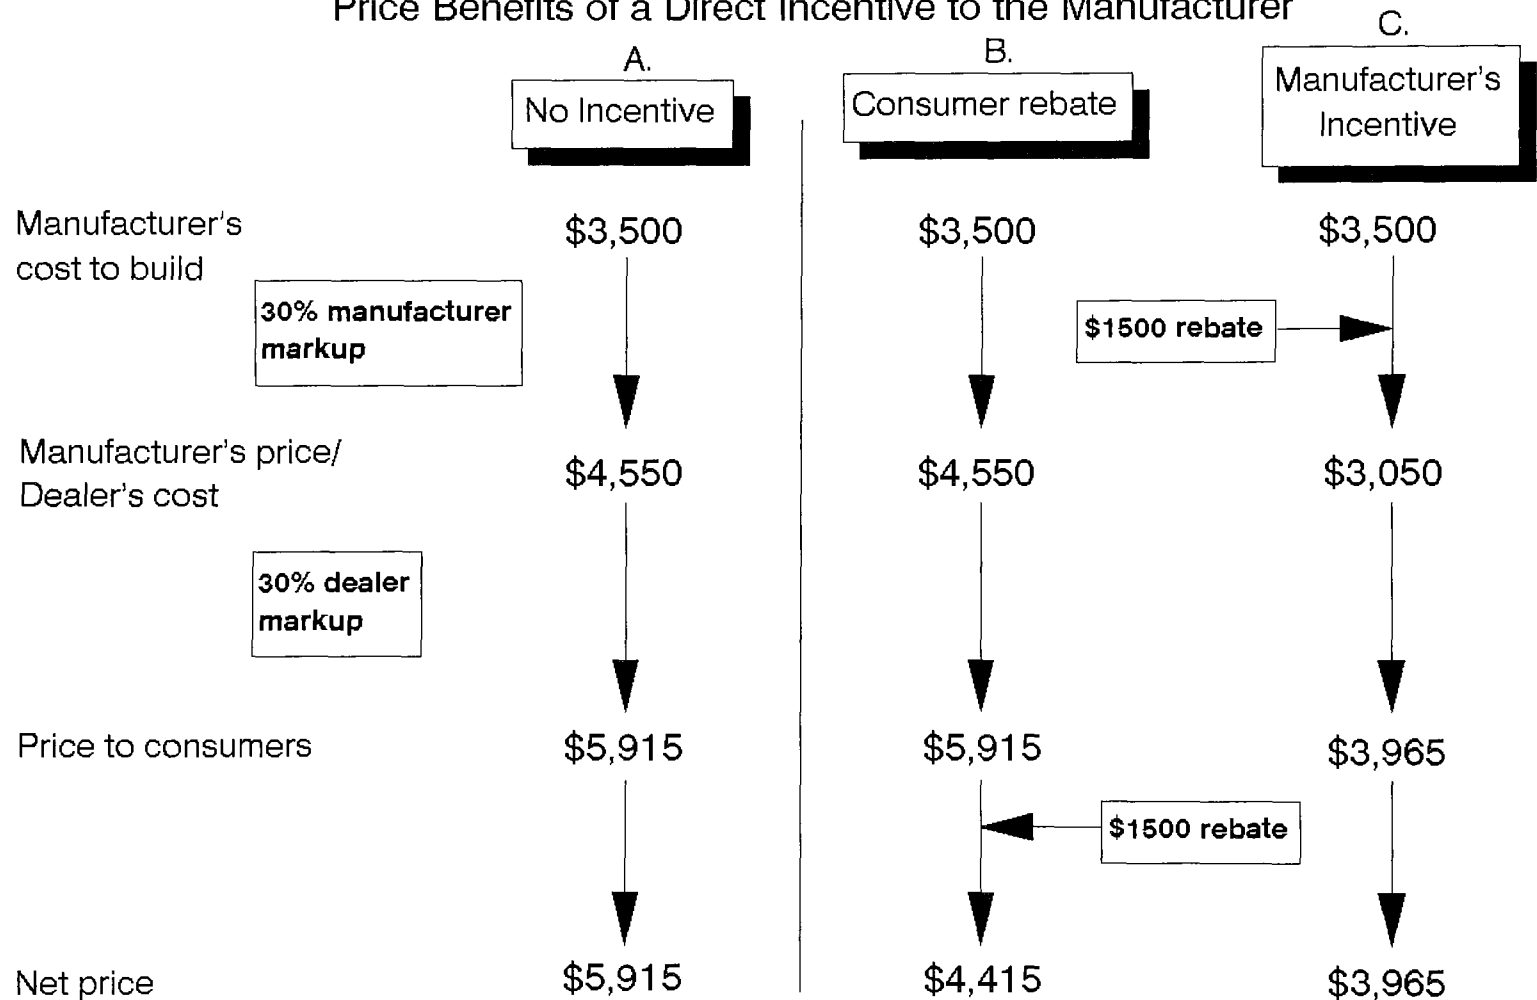 Price Benefits of a Direct Incentive to the Manufacturer
A.
B.
C.
No Incentive
Consumer rebate
Manufacturer's
Incentive
Manufacturer's
cost to build
$3,500
$3,500
$3,500
30% manufacturer
markup
$1500 rebate
Manufacturer's price/
Dealer's cost
$4,550
$4,550
$3,050
30% dealer
markup
Price to consumers
$5,915
$5,915
$3,965
$1500 rebate
Net price
$5,915
$4,415
$3,965